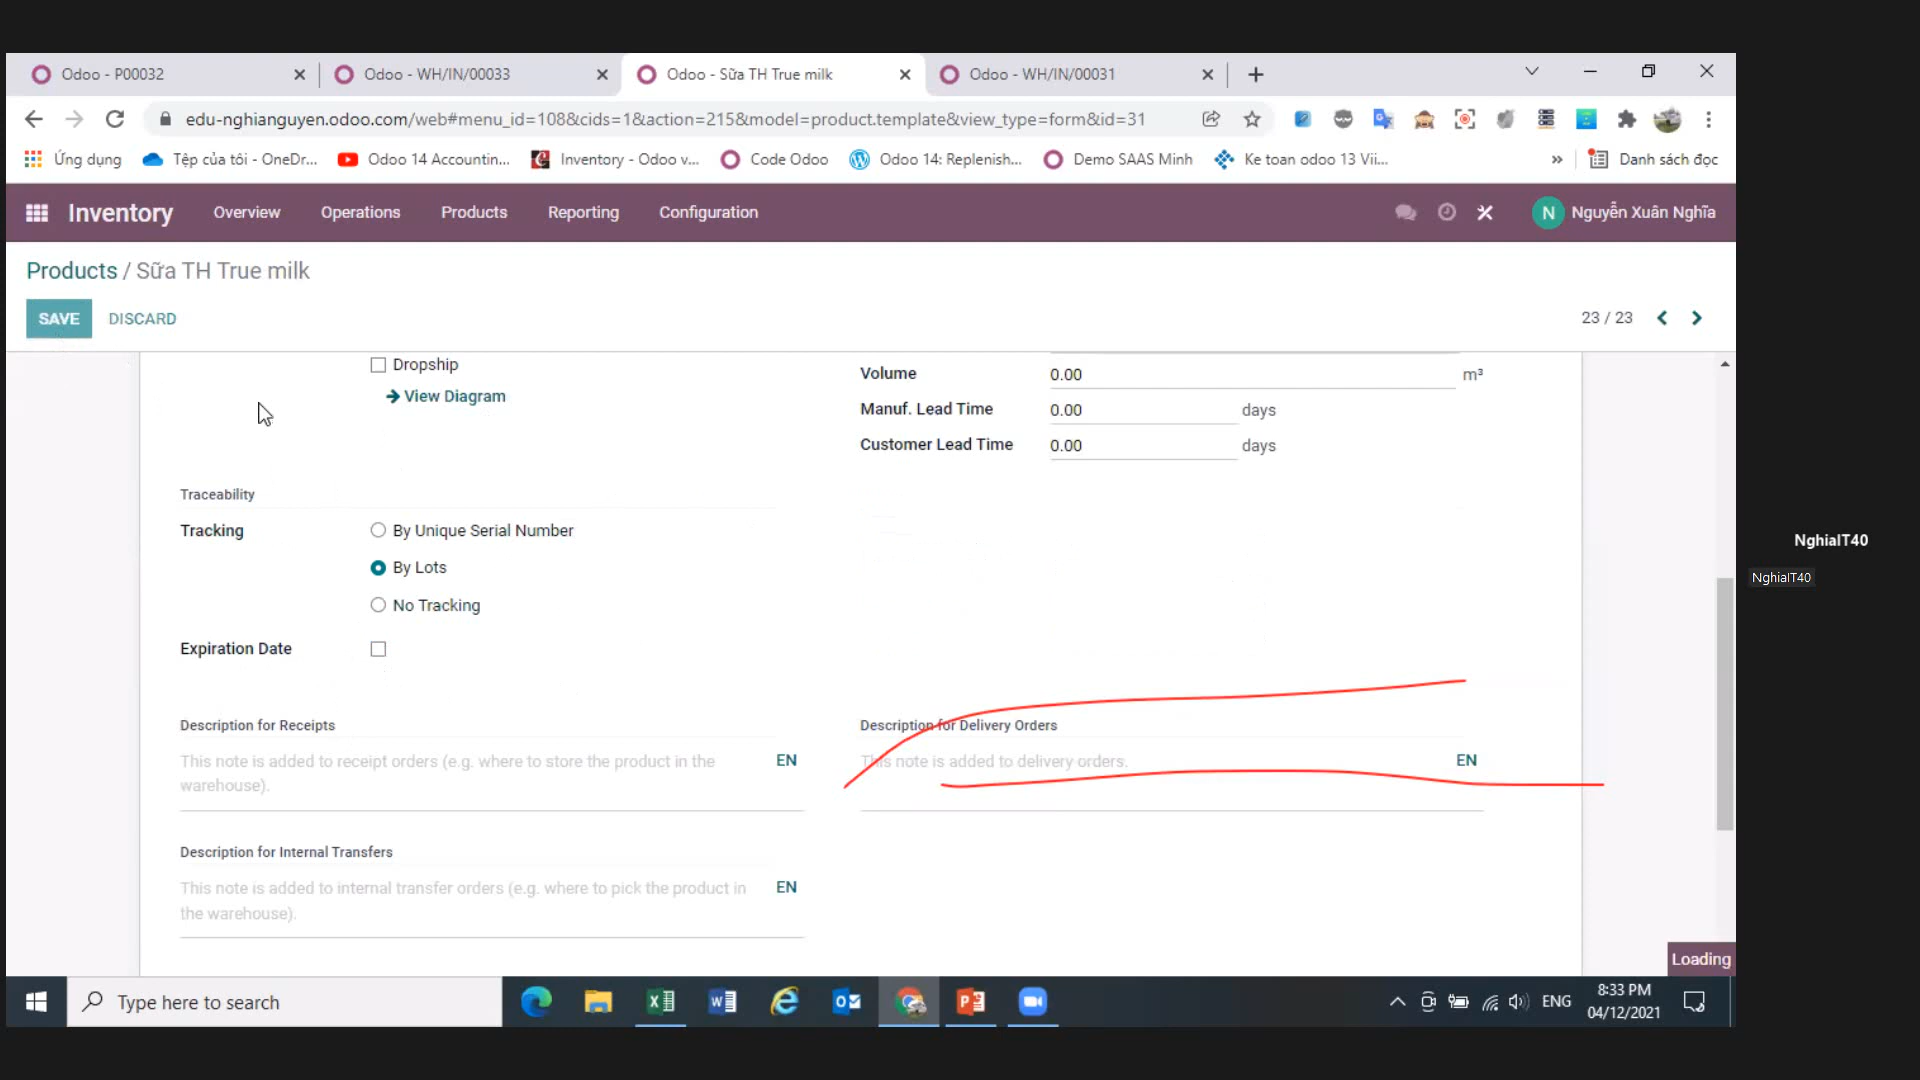 Odoo - P00032
Odoo - WH/IN/00033
Odoo - Sữa TH True milk
Odoo - WH/IN/00031
edu-nghianguyen.odoo.com/web#menu_id=108&cids=1&action=215&model=product.template&view_type=form&id=31
Ứng dụng
Tệp của tôi - OneDr...
Odoo 14 Accountin...
Inventory - Odoo v...
Code Odoo
Odoo 14: Replenish...
Demo SAAS Minh
Ke toan odoo 13 Vii...
»
Danh sách đọc
Inventory
Overview
Operations
Products
Reporting
Configuration
N
Nguyễn Xuân Nghĩa
Products / Sữa TH True milk
SAVE
DISCARD
23 / 23
Dropship
View Diagram
Volume
0.00
m³
Manuf. Lead Time
0.00
days
Customer Lead Time
0.00
days
Traceability
Tracking
By Unique Serial Number
By Lots
No Tracking
Expiration Date
Description for Receipts
This note is added to receipt orders (e.g. where to store the product in the
warehouse).
EN
Description for Delivery Orders
This note is added to delivery orders.
EN
Description for Internal Transfers
This note is added to internal transfer orders (e.g. where to pick the product in
the warehouse).
EN
Loading
NghiaIT40
NghiaIT40
Type here to search
ENG
8:33 PM
04/12/2021